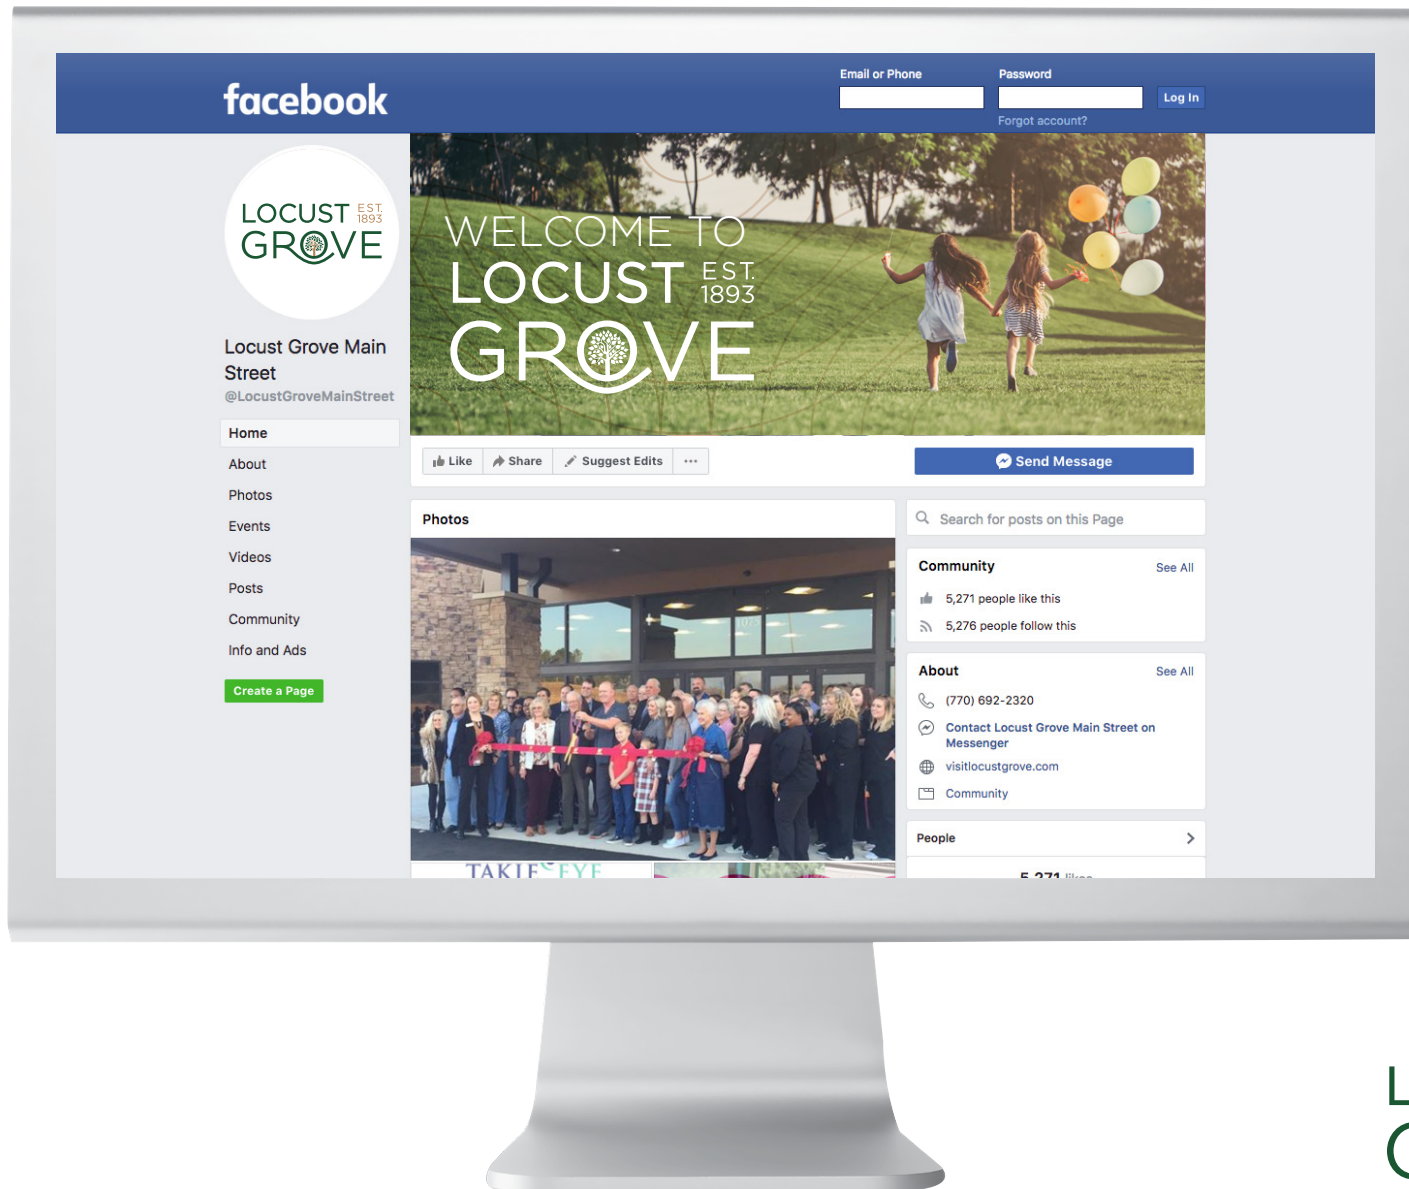 facebook
Email or Phone
Password
Log In
Forgot account?
LOCUST EST.
1893
GROVE
Locust Grove Main
Street
@LocustGroveMainStreet
Home
About
Photos
Events
Videos
Posts
Community
Info and Ads
Create a Page
WELCOME TO
LOCUST EST.
1893
GROVE
Like
Share
Suggest Edits
...
Send Message
Photos
Search for posts on this Page
Community
See All
5,271 people like this
5,276 people follow this
About
See All
(770) 692-2320
Contact Locust Grove Main Street on
Messenger
visitlocustgrove.com
Community
People
5,271 likes
L